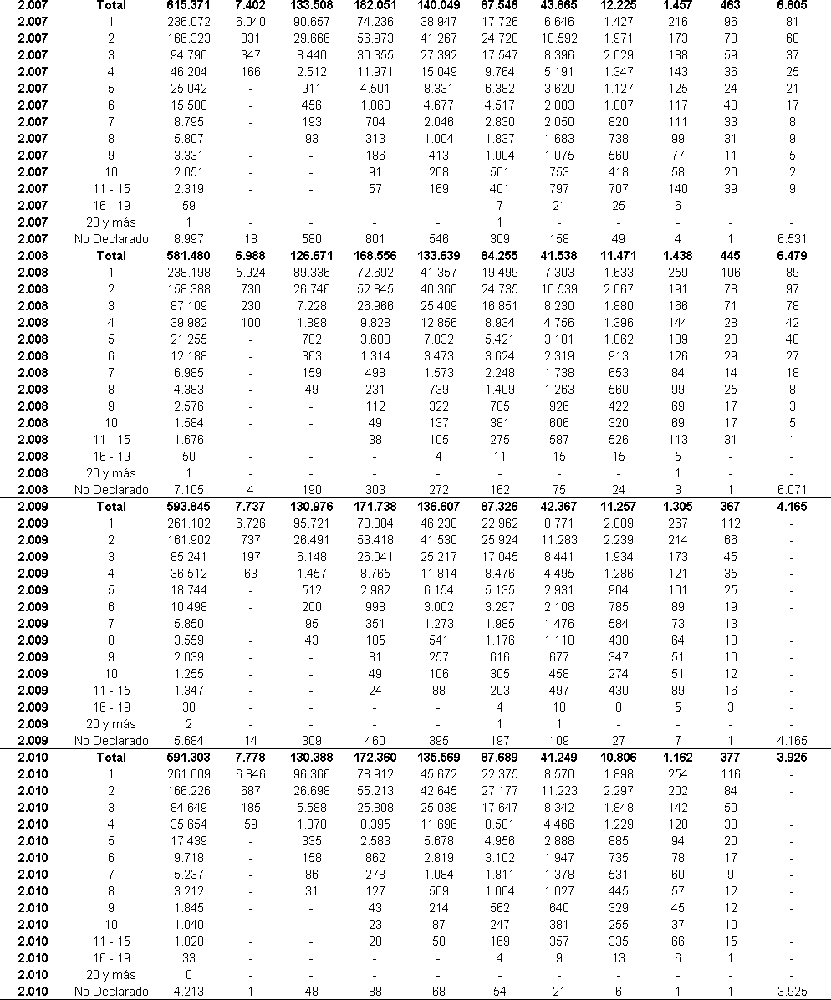 2.007 Total 615.371 7.402 133.508 182.051 140.049 87.546 43.865 12.225 1.457 463 6.805
2.007 1 236.072 6.040 90.657 74.236 38.947 17.726 6.646 1.427 216 96 81
2.007 2 166.323 831 29.666 56.973 41.267 24.720 10.592 1.971 173 70 60
2.007 3 94.790 347 8.440 30.355 27.392 17.547 8.396 2.029 188 59 37
2.007 4 46.204 166 2.512 11.971 15.049 9.764 5.191 1.347 143 36 25
2.007 5 25.042 - 911 4.501 8.331 6.382 3.620 1.127 125 24 21
2.007 6 15.580 - 456 1.863 4.677 4.517 2.883 1.007 117 43 17
2.007 7 8.795 - 193 704 2.046 2.830 2.050 820 111 33 8
2.007 8 5.807 - 93 313 1.004 1.837 1.683 738 99 31 9
2.007 9 3.331 - - 186 413 1.004 1.075 560 77 11 5
2.007 10 2.051 - - 91 208 501 753 418 58 20 2
2.007 11 - 15 2.319 - - 57 169 401 797 707 140 39 9
2.007 16 - 19 59 - - - - 7 21 25 6 - -
2.007 20 y más 1 - - - - 1 - - - - -
2.007 No Declarado 8.997 18 580 801 546 309 158 49 4 1 6.531
2.008 Total 581.480 6.988 126.671 168.556 133.639 84.255 41.538 11.471 1.438 445 6.479
2.008 1 238.198 5.924 89.336 72.692 41.357 19.499 7.303 1.633 259 106 89
2.008 2 158.388 730 26.746 52.845 40.360 24.735 10.539 2.067 191 78 97
2.008 3 87.109 230 7.228 26.966 25.409 16.851 8.230 1.880 166 71 78
2.008 4 39.982 100 1.898 9.828 12.856 8.934 4.756 1.396 144 28 42
2.008 5 21.255 - 702 3.680 7.032 5.421 3.181 1.062 109 28 40
2.008 6 12.188 - 363 1.314 3.473 3.624 2.319 913 126 29 27
2.008 7 6.985 - 159 498 1.573 2.248 1.738 653 84 14 18
2.008 8 4.383 - 49 231 739 1.409 1.263 560 99 25 8
2.008 9 2.576 - - 112 322 705 926 422 69 17 3
2.008 10 1.584 - - 49 137 381 606 320 69 17 5
2.008 11 - 15 1.676 - - 38 105 275 587 526 113 31 1
2.008 16 - 19 50 - - - 4 11 15 15 5 - -
2.008 20 y más 1 - - - - - - - 1 - -
2.008 No Declarado 7.105 4 190 303 272 162 75 24 3 1 6.071
2.009 Total 593.845 7.737 130.976 171.738 136.607 87.326 42.367 11.257 1.305 367 4.165
2.009 1 261.182 6.726 95.721 78.384 46.230 22.962 8.771 2.009 267 112 -
2.009 2 161.902 737 26.491 53.418 41.530 25.924 11.283 2.239 214 66 -
2.009 3 85.241 197 6.148 26.041 25.217 17.045 8.441 1.934 173 45 -
2.009 4 36.512 63 1.457 8.765 11.814 8.476 4.495 1.286 121 35 -
2.009 5 18.744 - 512 2.982 6.154 5.135 2.931 904 101 25 -
2.009 6 10.498 - 200 998 3.002 3.297 2.108 785 89 19 -
2.009 7 5.850 - 95 351 1.273 1.985 1.476 584 73 13 -
2.009 8 3.559 - 43 185 541 1.176 1.110 430 64 10 -
2.009 9 2.039 - - 81 257 616 677 347 51 10 -
2.009 10 1.255 - - 49 106 305 458 274 51 12 -
2.009 11 - 15 1.347 - - 24 88 203 497 430 89 16 -
2.009 16 - 19 30 - - - - 4 10 8 5 3 -
2.009 20 y más 2 - - - - 1 1 - - - -
2.009 No Declarado 5.684 14 309 460 395 197 109 27 7 1 4.165
2.010 Total 591.303 7.778 130.388 172.360 135.569 87.689 41.249 10.806 1.162 377 3.925
2.010 1 261.009 6.846 96.366 78.912 45.672 22.375 8.570 1.898 254 116 -
2.010 2 166.226 687 26.698 55.213 42.645 27.177 11.223 2.297 202 84 -
2.010 3 84.649 185 5.588 25.808 25.039 17.647 8.342 1.848 142 50 -
2.010 4 35.654 59 1.078 8.395 11.696 8.581 4.466 1.229 120 30 -
2.010 5 17.439 - 335 2.583 5.678 4.956 2.888 885 94 20 -
2.010 6 9.718 - 158 862 2.819 3.102 1.947 735 78 17 -
2.010 7 5.237 - 86 278 1.084 1.811 1.378 531 60 9 -
2.010 8 3.212 - 31 127 509 1.004 1.027 445 57 12 -
2.010 9 1.845 - - 43 214 562 640 329 45 12 -
2.010 10 1.040 - - 23 87 247 381 255 37 10 -
2.010 11 - 15 1.028 - - 28 58 169 357 335 66 15 -
2.010 16 - 19 33 - - - - 4 9 13 6 1 -
2.010 20 y más 0 - - - - - - - - - -
2.010 No Declarado 4.213 1 48 88 68 54 21 6 1 1 3.925